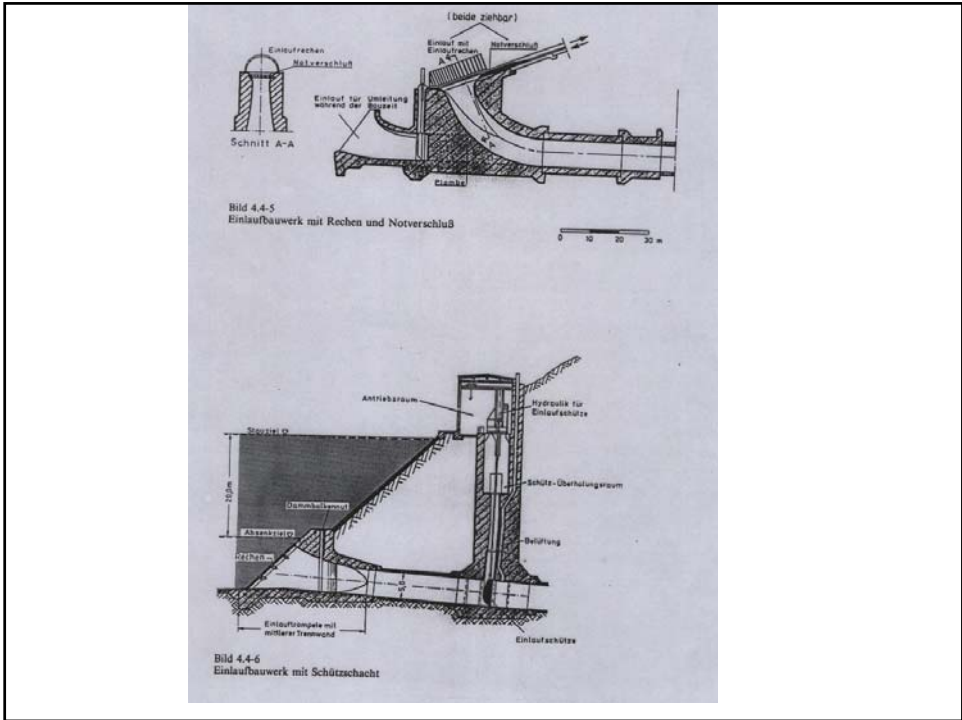 (beide ziehbar)
Einlauf mit
Einlaufrechen
Notverschluß
A
A
Einlaufrechen
Notverschluß
Einlauf für Umleitung
während der Bauzeit
Schnitt A-A
Plombe
Bild 4.4-5
Einlaufbauwerk mit Rechen und Notverschluß
0 10 20 30 m
Antriebsraum
Hydraulik für
Einlaufschütze
Stauziel
Schütz-Überholungsraum
Dammbalkennut
Absenkziel
Belüftung
Rechen
Einlauftrompete mit
mittlerer Trennwand
Einlaufschütze
Bild 4.4-6
Einlaufbauwerk mit Schützschacht